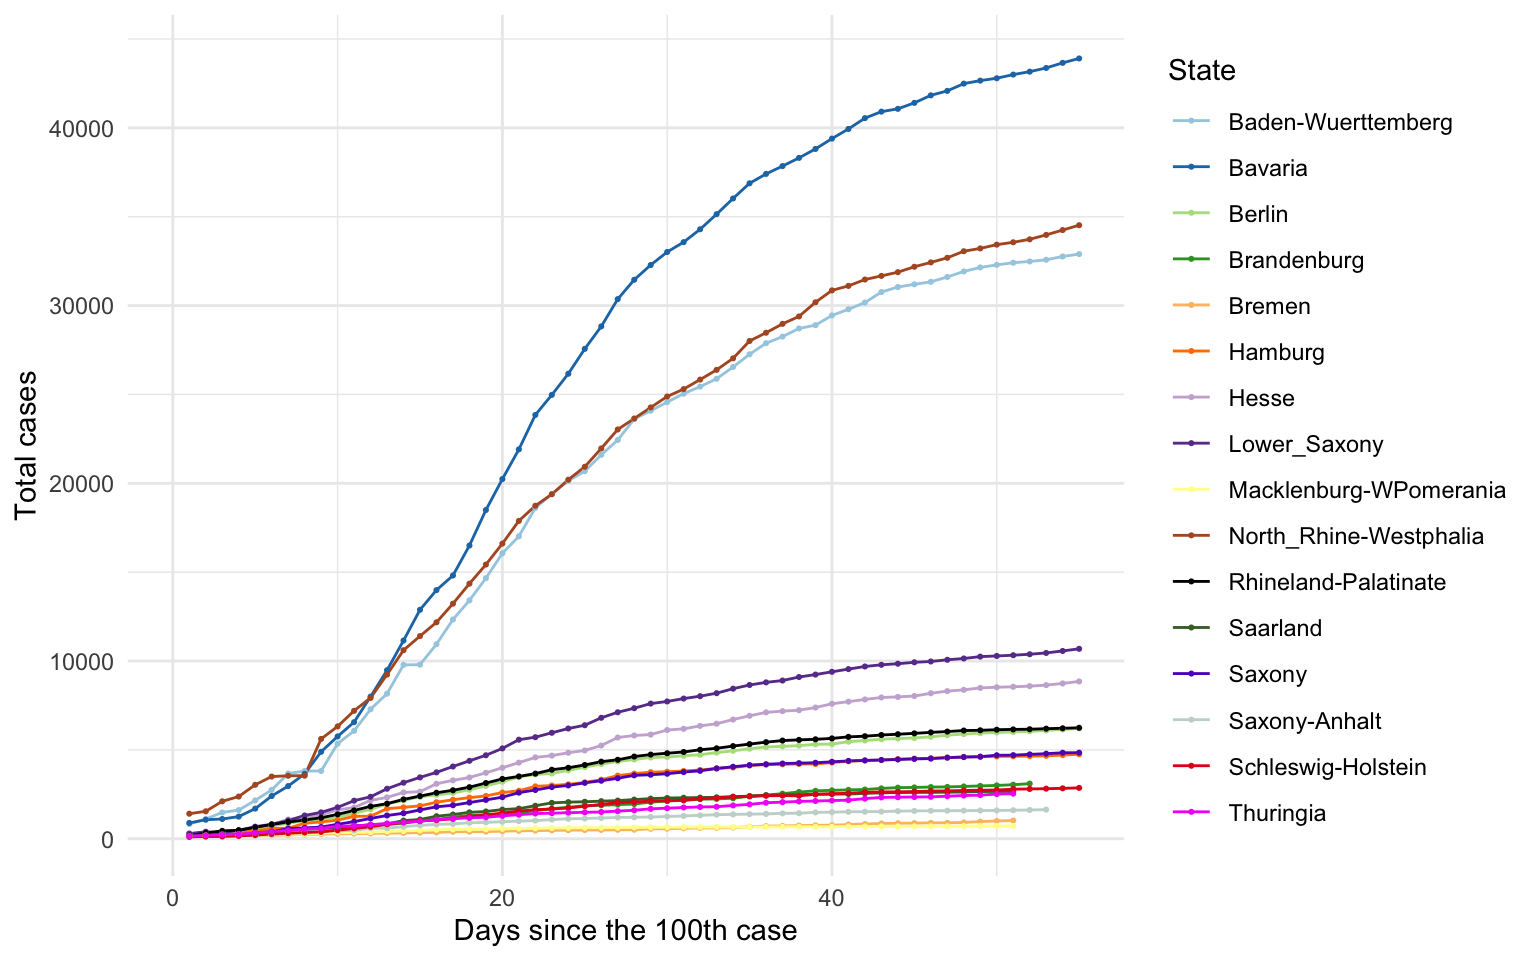 Total cases
40000
30000
20000
10000
0
0
20
40
Days since the 100th case
State
Baden-Wuerttemberg
Bavaria
Berlin
Brandenburg
Bremen
Hamburg
Hesse
Lower_Saxony
Macklenburg-WPomerania
North_Rhine-Westphalia
Rhineland-Palatinate
Saarland
Saxony
Saxony-Anhalt
Schleswig-Holstein
Thuringia